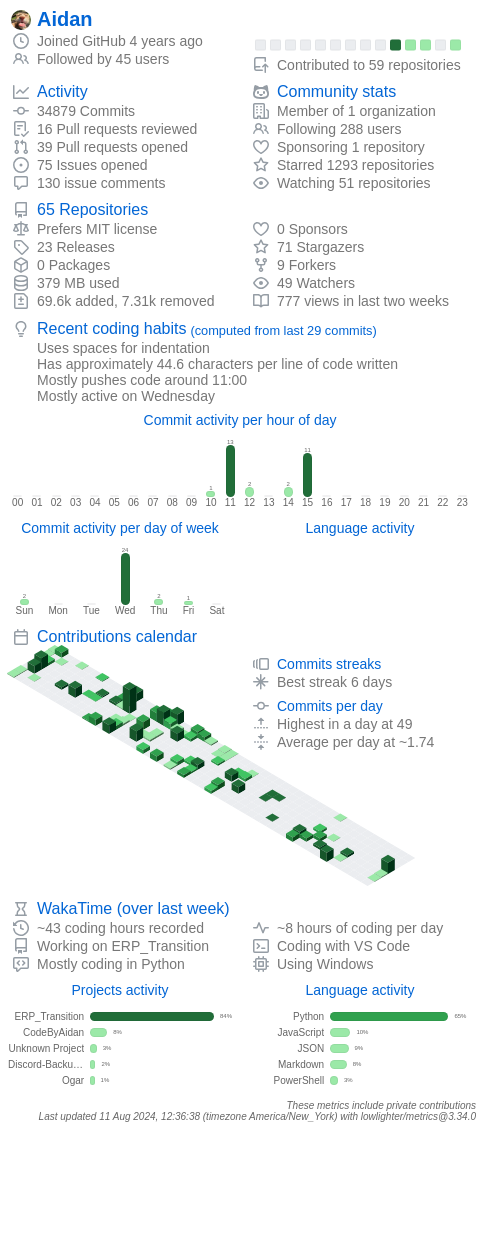 Aidan
Joined GitHub 4 years ago
Followed by 45 users
Contributed to 59 repositories
Activity
34879 Commits
16 Pull requests reviewed
39 Pull requests opened
75 Issues opened
130 issue comments
Community stats
Member of 1 organization
Following 288 users
Sponsoring 1 repository
Starred 1293 repositories
Watching 51 repositories
65 Repositories
Prefers MIT license
23 Releases
0 Packages
379 MB used
69.6k added, 7.31k removed
0 Sponsors
71 Stargazers
9 Forkers
49 Watchers
777 views in last two weeks
Recent coding habits (computed from last 29 commits)
Uses spaces for indentation
Has approximately 44.6 characters per line of code written
Mostly pushes code around 11:00
Mostly active on Wednesday
Commit activity per hour of day
1 13 2 2 11
00 01 02 03 04 05 06 07 08 09 10 11 12 13 14 15 16 17 18 19 20 21 22 23
Commit activity per day of week
2 24 2 1
Sun Mon Tue Wed Thu Fri Sat
Language activity
Contributions calendar
Commits streaks
Best streak 6 days
Commits per day
Highest in a day at 49
Average per day at ~1.74
WakaTime (over last week)
~43 coding hours recorded
Working on ERP_Transition
Mostly coding in Python
~8 hours of coding per day
Coding with VS Code
Using Windows
Projects activity
ERP_Transition 84%
CodeByAidan 8%
Unknown Project 3%
Discord-Backu... 2%
Ogar 1%
Language activity
Python 65%
JavaScript 10%
JSON 9%
Markdown 8%
PowerShell 3%
These metrics include private contributions
Last updated 11 Aug 2024, 12:36:38 (timezone America/New_York) with lowlighter/metrics@3.34.0